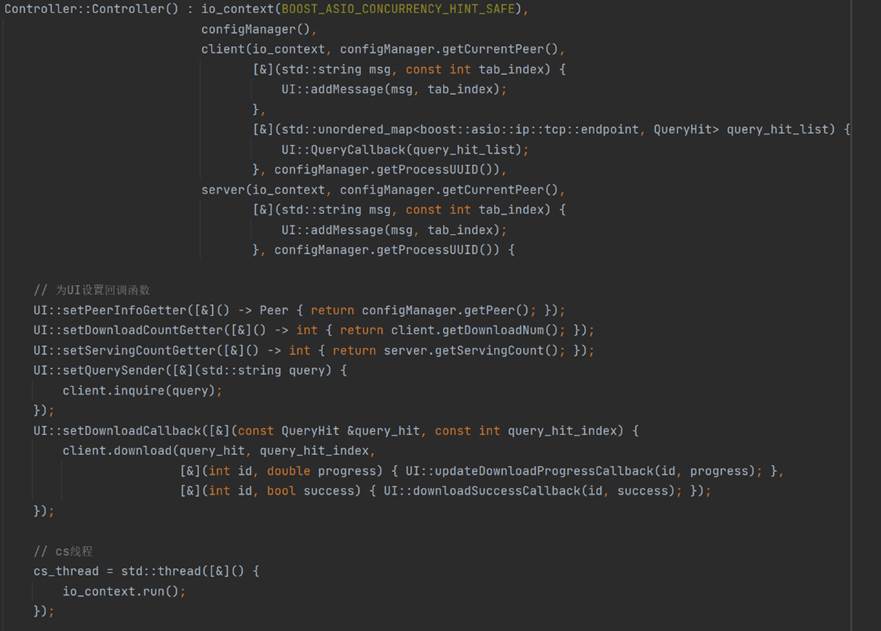 Controller::Controller() : io_context(BOOST_ASIO_CONCURRENCY_HINT_SAFE),
configManager(),
client(io_context, configManager.getCurrentPeer(),
[&](std::string msg, const int tab_index) {
UI::addMessage(msg, tab_index);
},
[&](std::unordered_map<boost::asio::ip::tcp::endpoint, QueryHit> query_hit_list) {
UI::QueryCallback(query_hit_list);
}, configManager.getProcessUUID()),
server(io_context, configManager.getCurrentPeer(),
[&](std::string msg, const int tab_index) {
UI::addMessage(msg, tab_index);
}, configManager.getProcessUUID()) {
// 为UI设置回调函数
UI::setPeerInfoGetter([&]() -> Peer { return configManager.getPeer(); });
UI::setDownloadCountGetter([&]() -> int { return client.getDownloadNum(); });
UI::setServingCountGetter([&]() -> int { return server.getServingCount(); });
UI::setQuerySender([&](std::string query) {
client.inquire(query);
});
UI::setDownloadCallback([&](const QueryHit &query_hit, const int query_hit_index) {
client.download(query_hit, query_hit_index,
[&](int id, double progress) { UI::updateDownloadProgressCallback(id, progress); },
[&](int id, bool success) { UI::downloadSuccessCallback(id, success); });
});
// cs线程
cs_thread = std::thread([&]() {
io_context.run();
});